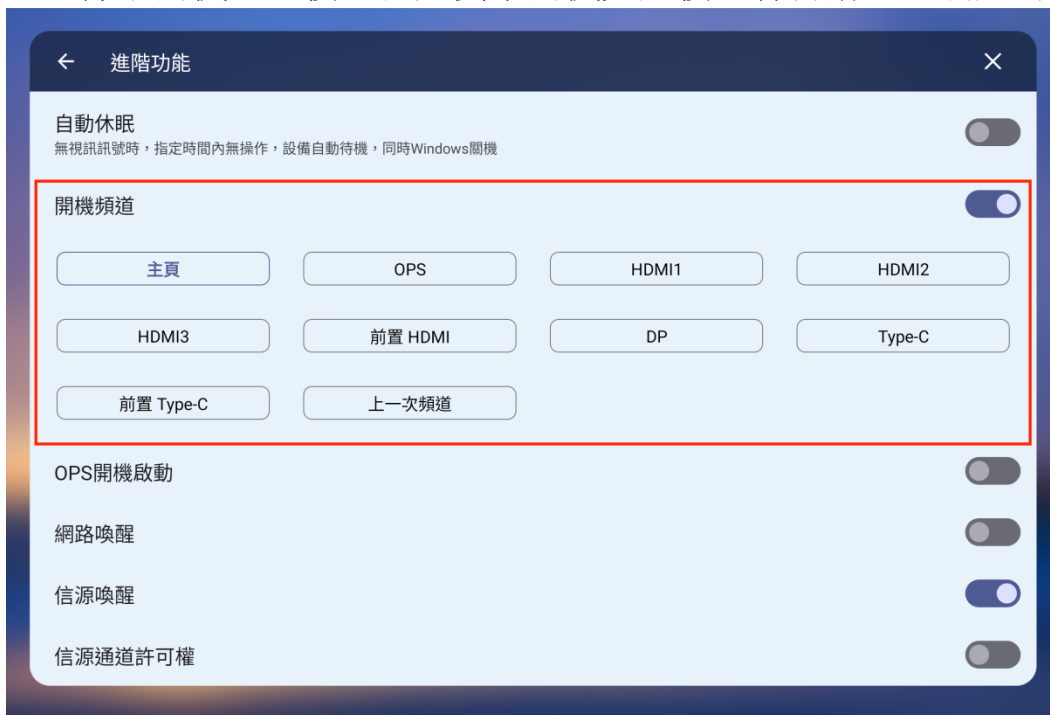 進階功能
自動休眠
無視訊訊號時，指定時間內無操作，設備自動待機，同時Windows關機
開機頻道
主頁 OPS HDMI1 HDMI2
HDMI3 前置 HDMI DP Type-C
前置 Type-C 上一次頻道
OPS開機啟動
網路喚醒
信源喚醒
信源通道許可權